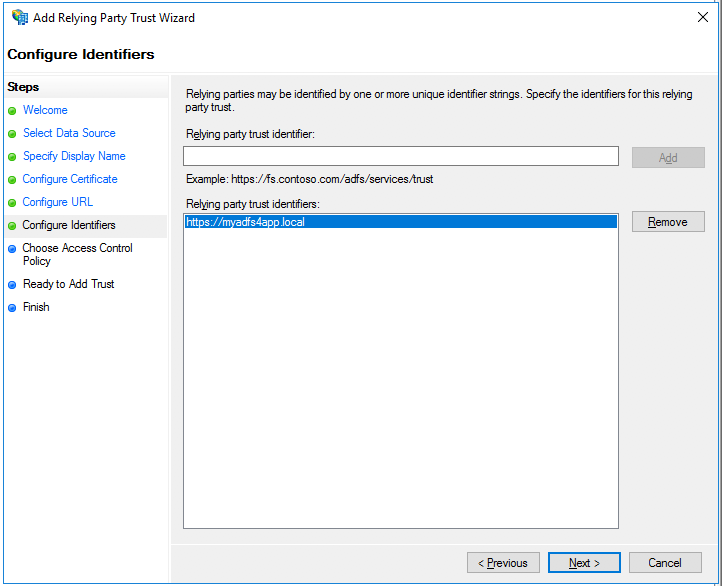 Add Relying Party Trust Wizard
Configure Identifiers
Steps
Welcome
Select Data Source
Specify Display Name
Configure Certificate
Configure URL
Configure Identifiers
Choose Access Control
Policy
Ready to Add Trust
Finish
Relying parties may be identified by one or more unique identifier strings. Specify the identifiers for this relying
party trust.
Relying party trust identifier:
Add
Example: https://fs.contoso.com/adfs/services/trust
Relying party trust identifiers:
https://myadfs4app.local
Remove
< Previous
Next >
Cancel